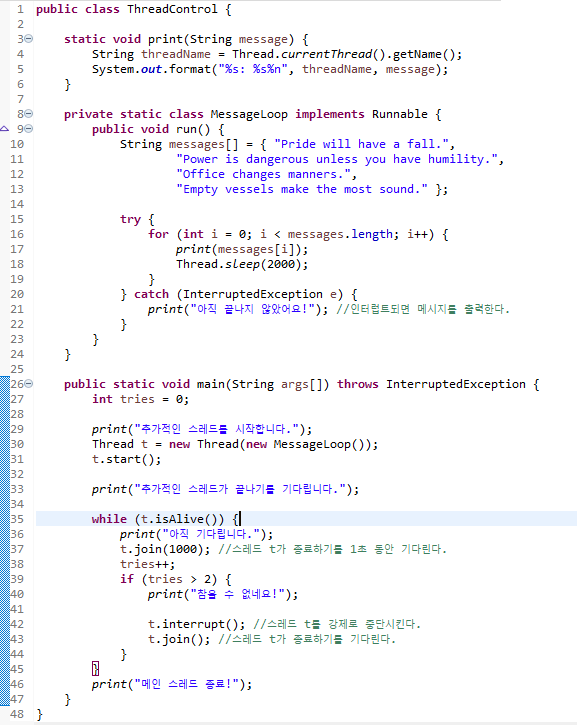 1 public class ThreadControl {
2
3 static void print(String message) {
4 String threadName = Thread.currentThread().getName();
5 System.out.format("%s: %s%n", threadName, message);
6 }
7
8 private static class MessageLoop implements Runnable {
9 public void run() {
10 String messages[] = { "Pride will have a fall.",
11 "Power is dangerous unless you have humility.",
12 "Office changes manners.",
13 "Empty vessels make the most sound." };
14
15 try {
16 for (int i = 0; i < messages.length; i++) {
17 print(messages[i]);
18 Thread.sleep(2000);
19 }
20 } catch (InterruptedException e) {
21 print("아직 끝나지 않았어요!"); //인터럽트되면 메시지를 출력한다.
22 }
23 }
24 }
25
26 public static void main(String args[]) throws InterruptedException {
27 int tries = 0;
28
29 print("추가적인 스레드를 시작합니다.");
30 Thread t = new Thread(new MessageLoop());
31 t.start();
32
33 print("추가적인 스레드가 끝나기를 기다립니다.");
34
35 while (t.isAlive()) {
36 print("아직 기다립니다.");
37 t.join(1000); //스레드 t가 종료하기를 1초 동안 기다린다.
38 tries++;
39 if (tries > 2) {
40 print("참을 수 없네요!");
41
42 t.interrupt(); //스레드 t를 강제로 중단시킨다.
43 t.join(); //스레드 t가 종료하기를 기다린다.
44 }
45 }
46 print("메인 스레드 종료!");
47 }
48 }